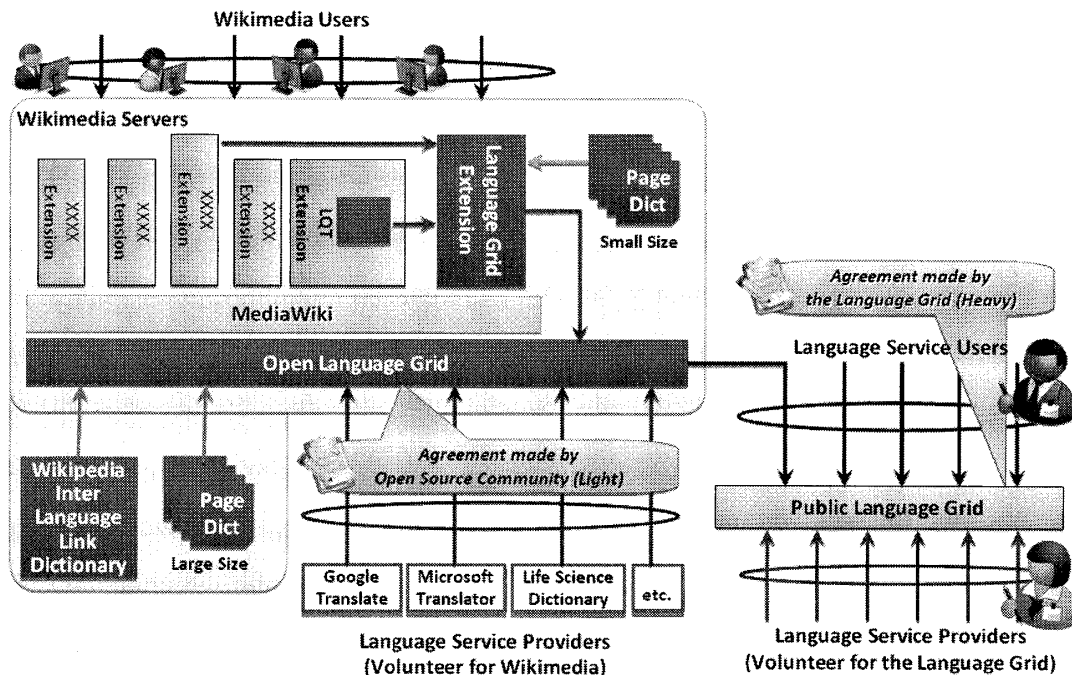 Wikimedia Users
Wikimedia Servers
XXXX
Extension
XXXX
Extension
XXXX
Extension
XXXX
Extension
LQT
Extension
Language Grid
Extension
Page
Dict
Small Size
MediaWiki
Open Language Grid
Agreement made by
the Language Grid (Heavy)
Language Service Users
Wikipedia
Inter
Language
Link
Dictionary
Page
Dict
Large Size
Agreement made by
Open Source Community (Light)
Public Language Grid
Google
Translate
Microsoft
Translator
Life Science
Dictionary
etc.
Language Service Providers
(Volunteer for Wikimedia)
Language Service Providers
(Volunteer for the Language Grid)